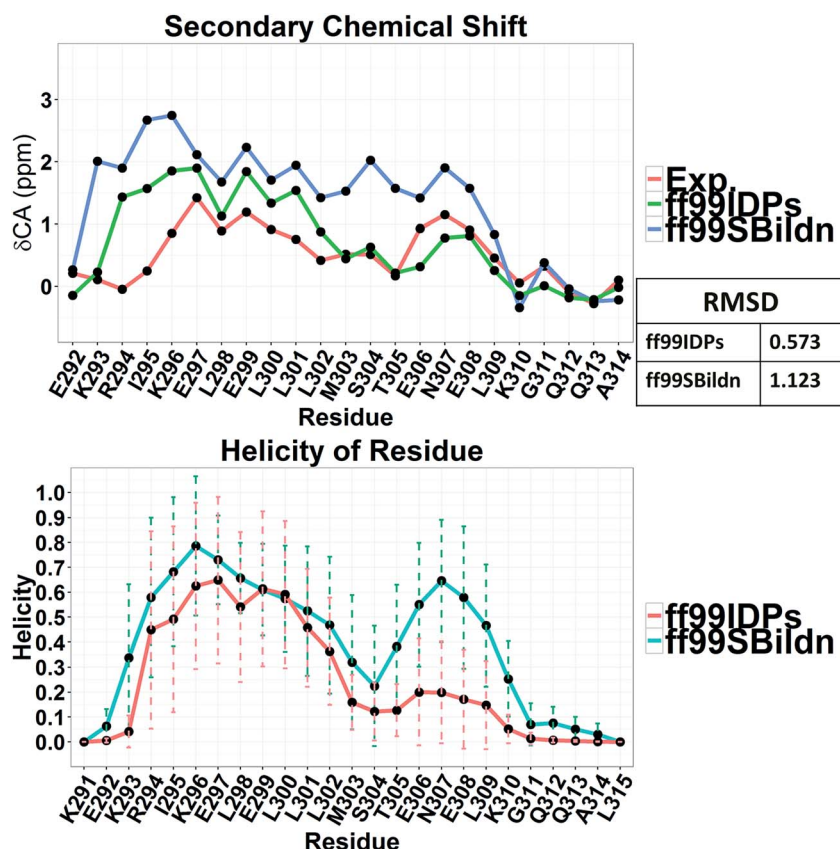 Secondary Chemical Shift
δCA (ppm)
3
2
1
0
E292 K293 R294 I295 K296 E297 L298 E299 L300 L301 L302 M303 S304 T305 E306 N307 E308 L309 K310 G311 Q312 Q313 A314
Residue
Exp.
ff99IDPs
ff99SBildn
RMSD
ff99IDPs 0.573
ff99SBildn 1.123
Helicity of Residue
Helicity
1.0
0.9
0.8
0.7
0.6
0.5
0.4
0.3
0.2
0.1
0.0
K291 E292 K293 R294 I295 K296 E297 L298 E299 L300 L301 L302 M303 S304 T305 E306 N307 E308 L309 K310 G311 Q312 Q313 A314 L315
Residue
ff99IDPs
ff99SBildn